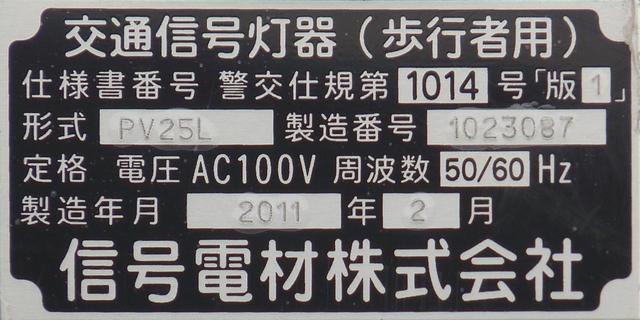 交通信号灯器(歩行者用)
仕様書番号 警交仕規第 1014 号「版 1」
形式 PV25L 製造番号 1023087
定格 電圧 AC100V 周波数 50/60 Hz
製造年月 2011 年 2 月
信号電材株式会社